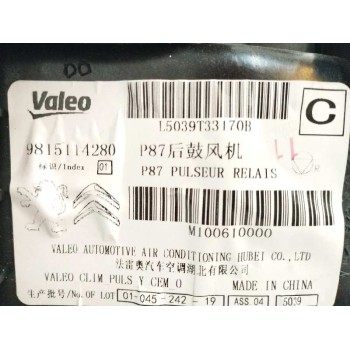 Valeo
L5039T33170B
C
9815114280
P87后鼓风机
标识/Index 01
P87 PULSEUR RELAIS
M100610000
VALEO AUTOMOTIVE AIR CONDITIONING HUBEI CO.,LTD
法雷奥汽车空调湖北有限公司
VALEO CLIM PULS Y CEM O MADE IN CHINA
生产批号/No. OF LOT 01-045-242-19 ASS 04 5039